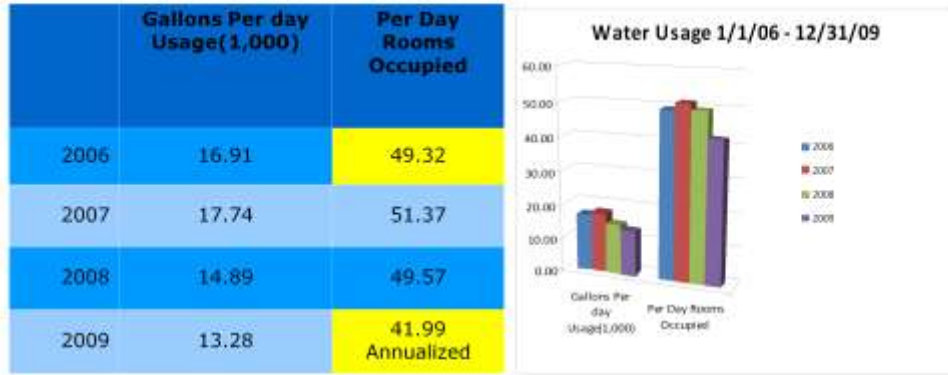 Gallons Per day
Usage(1,000)
Per Day
Rooms
Occupied
2006 16.91 49.32
2007 17.74 51.37
2008 14.89 49.57
2009 13.28 41.99
Annualized
Water Usage 1/1/06 - 12/31/09
60.00
50.00
40.00
30.00
20.00
10.00
0.00
Gallons Per
day
Usage(1,000)
Per Day Rooms
Occupied
2006
2007
2008
2009